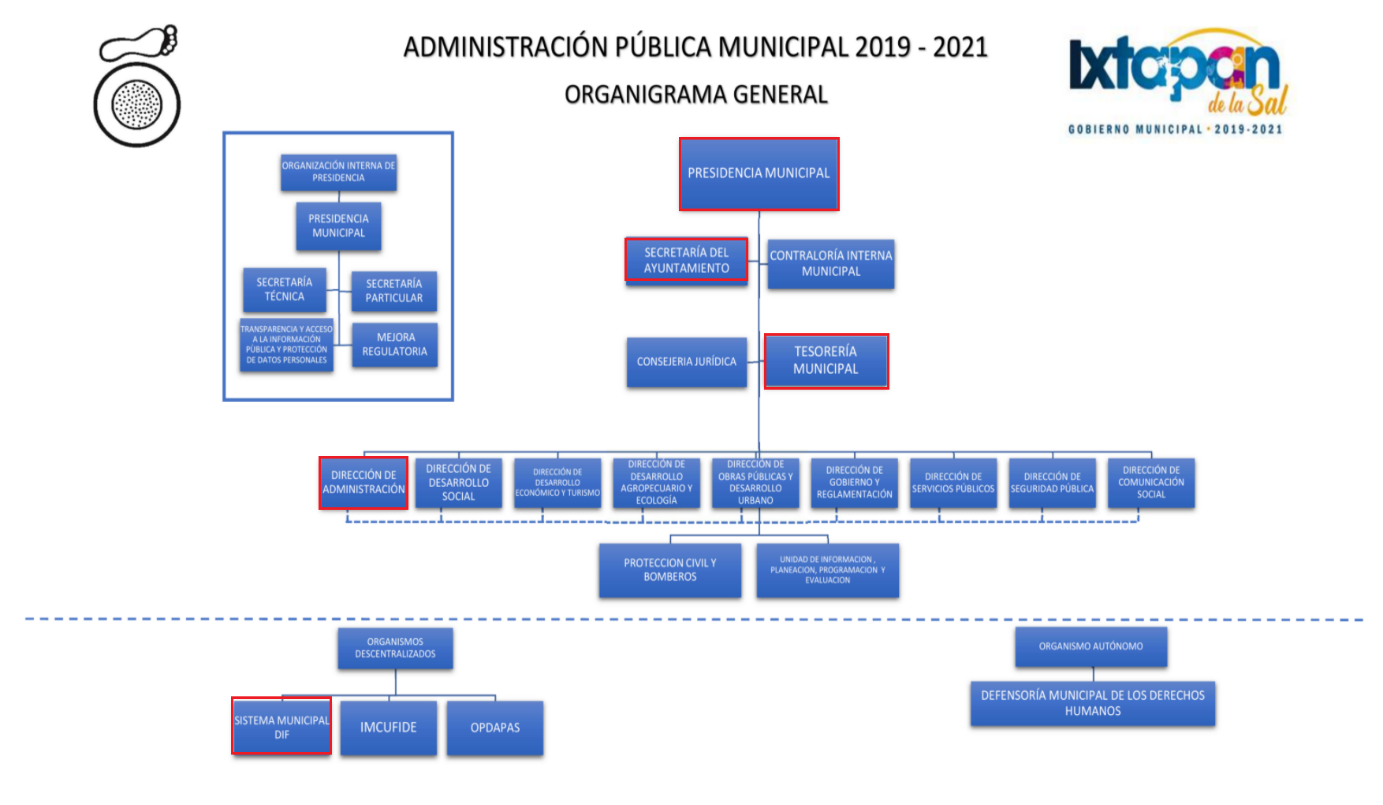 ADMINISTRACIÓN PÚBLICA MUNICIPAL 2019 - 2021
ORGANIGRAMA GENERAL
Ixtapan
de la Sal
GOBIERNO MUNICIPAL • 2019-2021
ORGANIZACIÓN INTERNA DE
PRESIDENCIA
PRESIDENCIA
MUNICIPAL
SECRETARÍA
TÉCNICA
SECRETARÍA
PARTICULAR
TRANSPARENCIA Y ACCESO
A LA INFORMACIÓN
PÚBLICA Y PROTECCIÓN
DE DATOS PERSONALES
MEJORA
REGULATORIA
PRESIDENCIA MUNICIPAL
SECRETARÍA DEL
AYUNTAMIENTO
CONTRALORÍA INTERNA
MUNICIPAL
CONSEJERIA JURÍDICA
TESORERÍA
MUNICIPAL
DIRECCIÓN DE
ADMINISTRACIÓN
DIRECCIÓN DE
DESARROLLO
SOCIAL
DIRECCIÓN DE
DESARROLLO
ECONÓMICO Y TURISMO
DIRECCIÓN DE
DESARROLLO
AGROPECUARIO Y
ECOLOGÍA
DIRECCIÓN DE
OBRAS PÚBLICAS Y
DESARROLLO
URBANO
DIRECCIÓN DE
GOBIERNO Y
REGLAMENTACIÓN
DIRECCIÓN DE
SERVICIOS PÚBLICOS
DIRECCIÓN DE
SEGURIDAD PÚBLICA
DIRECCIÓN DE
COMUNICACIÓN
SOCIAL
PROTECCION CIVIL Y
BOMBEROS
UNIDAD DE INFORMACION ,
PLANEACION, PROGRAMACION Y
EVALUACION
ORGANISMOS
DESCENTRALIZADOS
SISTEMA MUNICIPAL
DIF
IMCUFIDE
OPDAPAS
ORGANISMO AUTÓNOMO
DEFENSORÍA MUNICIPAL DE LOS DERECHOS
HUMANOS